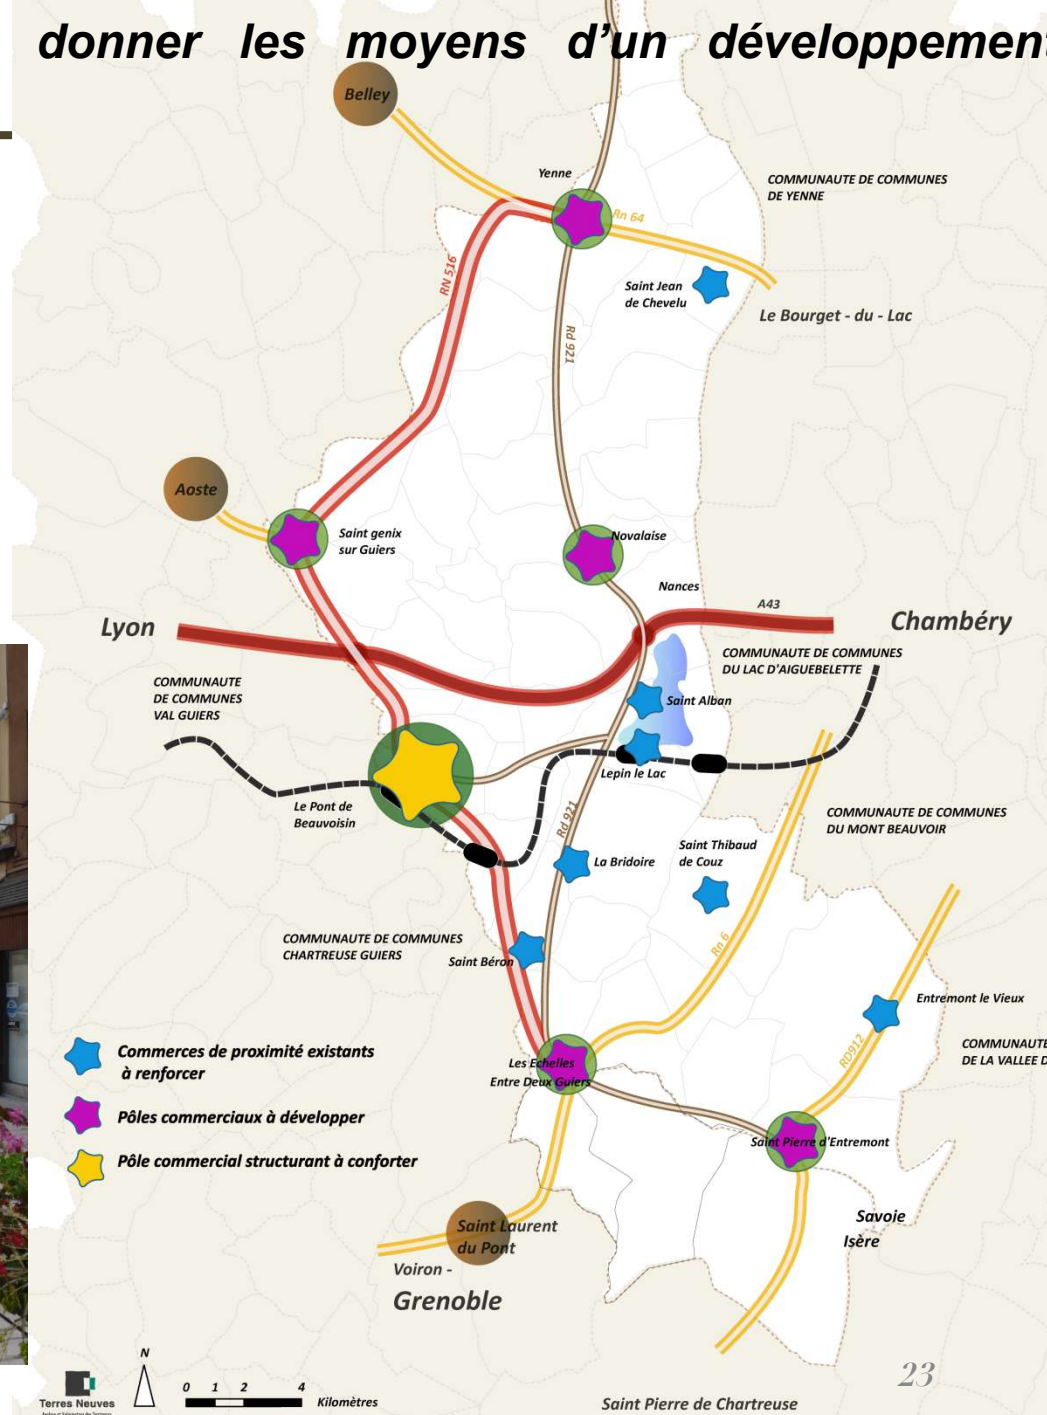 donner les moyens d'un développement
Belley
Yenne
COMMUNAUTE DE COMMUNES
DE YENNE
Rn 64
RN 516
Saint Jean
de Chevelu
Le Bourget - du - Lac
Rd 921
Aoste
Saint genix
sur Guiers
Novalaise
Nances
A43
Lyon
Chambéry
COMMUNAUTE DE COMMUNES
DU LAC D'AIGUEBELETTE
COMMUNAUTE
DE COMMUNES
VAL GUIERS
Saint Alban
Lepin le Lac
Le Pont de
Beauvoisin
Rd 921
COMMUNAUTE DE COMMUNES
DU MONT BEAUVOIR
La Bridoire
Saint Thibaud
de Couz
COMMUNAUTE DE COMMUNES
CHARTREUSE GUIERS
Saint Béron
Rn 6
Entremont le Vieux
RD912
COMMUNAUTE
DE LA VALLEE D
Commerces de proximité existants
à renforcer
Les Echelles
Entre Deux Guiers
Pôles commerciaux à développer
Saint Pierre d'Entremont
Pôle commercial structurant à conforter
Savoie
Isère
Saint Laurent
du Pont
Voiron -
Grenoble
N
0 1 2 4
Kilomètres
Terres Neuves
23
Saint Pierre de Chartreuse